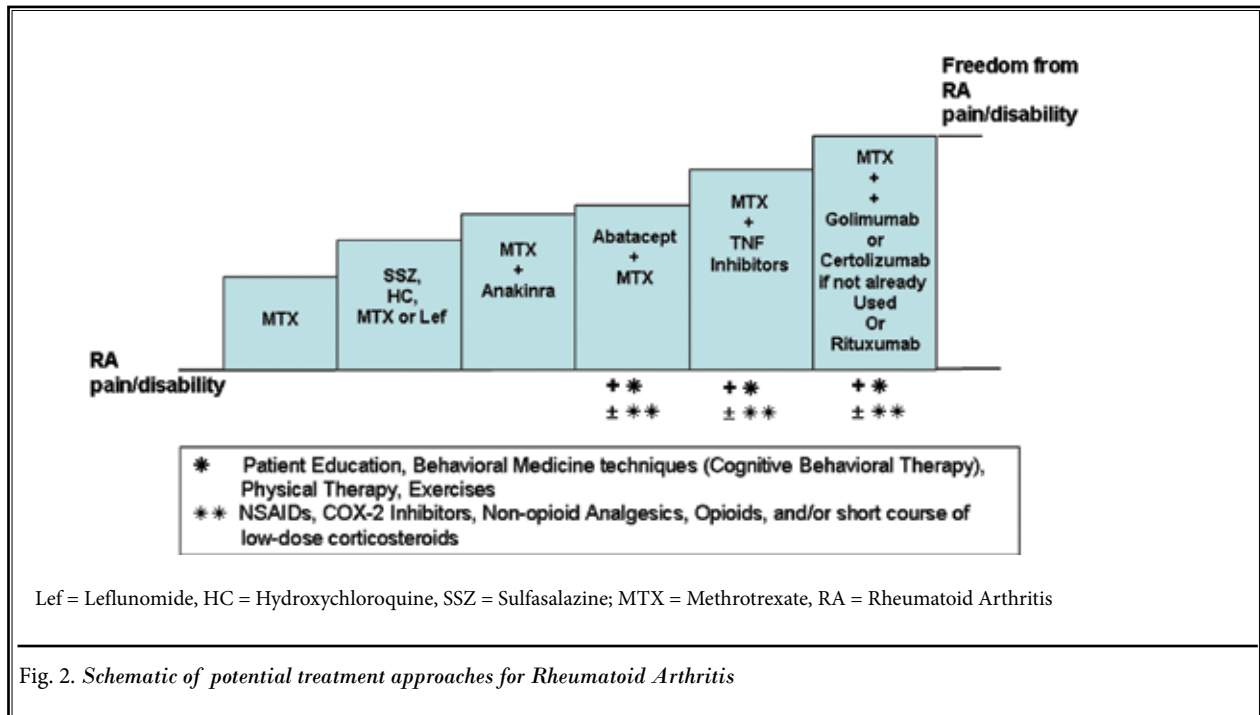 Freedom from
RA
pain/disability
MTX
+
+
Golimumab
or
Certolizumab
if not already
Used
Or
Rituxumab
MTX
+
TNF
Inhibitors
Abatacept
+
MTX
MTX
+
Anakinra
SSZ,
HC,
MTX or Lef
MTX
RA
pain/disability
+ *
± **
+ *
± **
+ *
± **
* Patient Education, Behavioral Medicine techniques (Cognitive Behavioral Therapy),
Physical Therapy, Exercises
** NSAIDs, COX-2 Inhibitors, Non-opioid Analgesics, Opioids, and/or short course of
low-dose corticosteroids
Lef = Leflunomide, HC = Hydroxychloroquine, SSZ = Sulfasalazine; MTX = Methrotrexate, RA = Rheumatoid Arthritis
Fig. 2. Schematic of potential treatment approaches for Rheumatoid Arthritis